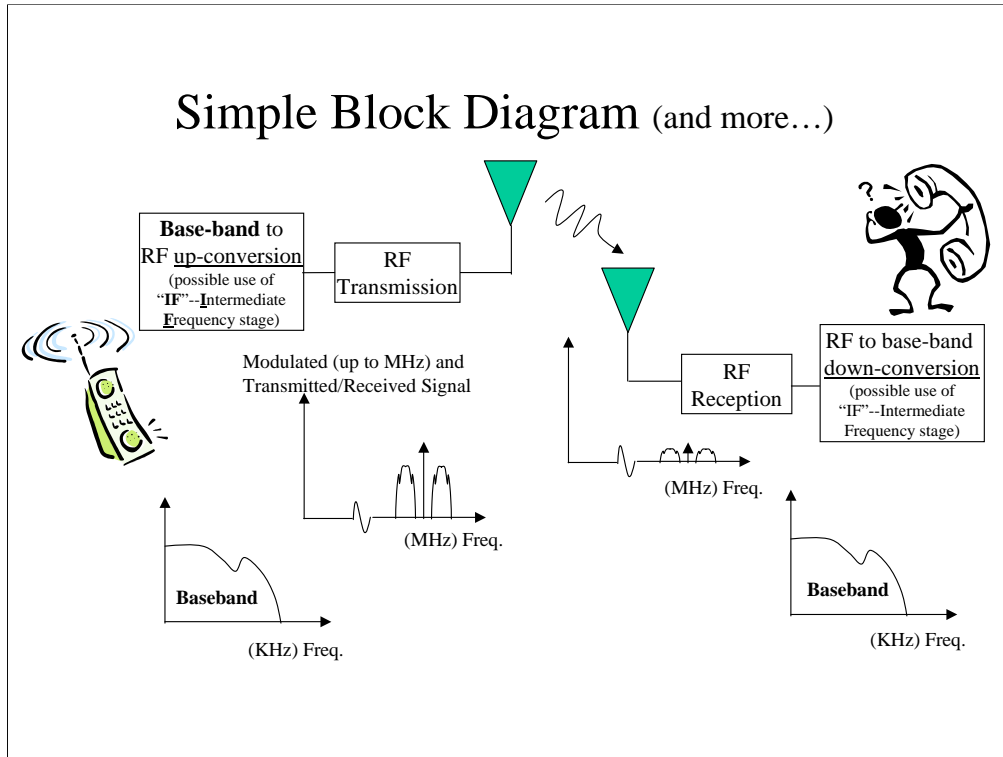 Simple Block Diagram (and more…)
Base-band to
RF up-conversion
(possible use of
“IF”--Intermediate
Frequency stage)
RF
Transmission
?
RF
Reception
RF to base-band
down-conversion
(possible use of
“IF”--Intermediate
Frequency stage)
Modulated (up to MHz) and
Transmitted/Received Signal
(MHz) Freq.
(MHz) Freq.
Baseband
(KHz) Freq.
Baseband
(KHz) Freq.